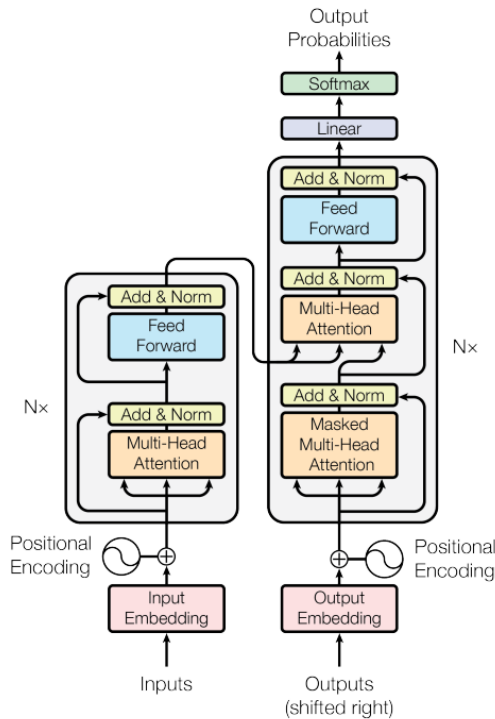 Output
Probabilities
Softmax
Linear
Add & Norm
Feed
Forward
Add & Norm
Multi-Head
Attention
Add & Norm
Masked
Multi-Head
Attention
N×
Add & Norm
Feed
Forward
Add & Norm
Multi-Head
Attention
N×
Positional
Encoding
Positional
Encoding
Input
Embedding
Output
Embedding
Inputs
Outputs
(shifted right)